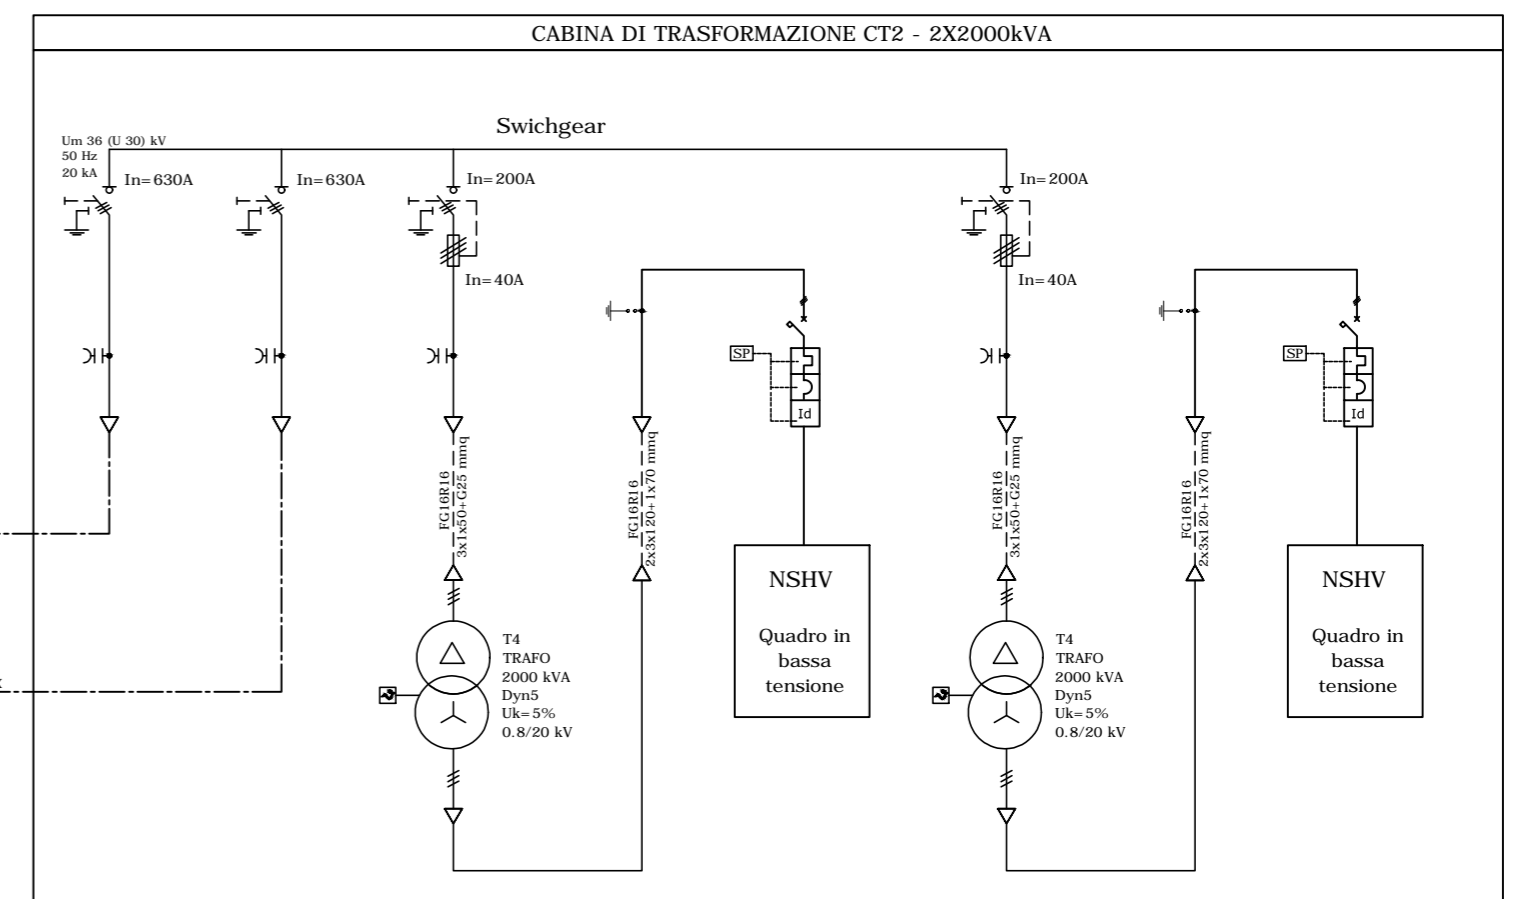 CABINA DI TRASFORMAZIONE CT2 - 2X2000kVA
Swichgear
Um 36 (U 30) kV
50 Hz
20 kA
In=630A
In=630A
In=200A
In=200A
In=40A
In=40A
SP
SP
Id
Id
FG16R16
3x1x50+G25 mmq
FG16R16
2x3x120+1x70 mmq
FG16R16
3x1x50+G25 mmq
FG16R16
2x3x120+1x70 mmq
NSHV
Quadro in
bassa
tensione
NSHV
Quadro in
bassa
tensione
T4
TRAFO
2000 kVA
Dyn5
Uk=5%
0.8/20 kV
T4
TRAFO
2000 kVA
Dyn5
Uk=5%
0.8/20 kV